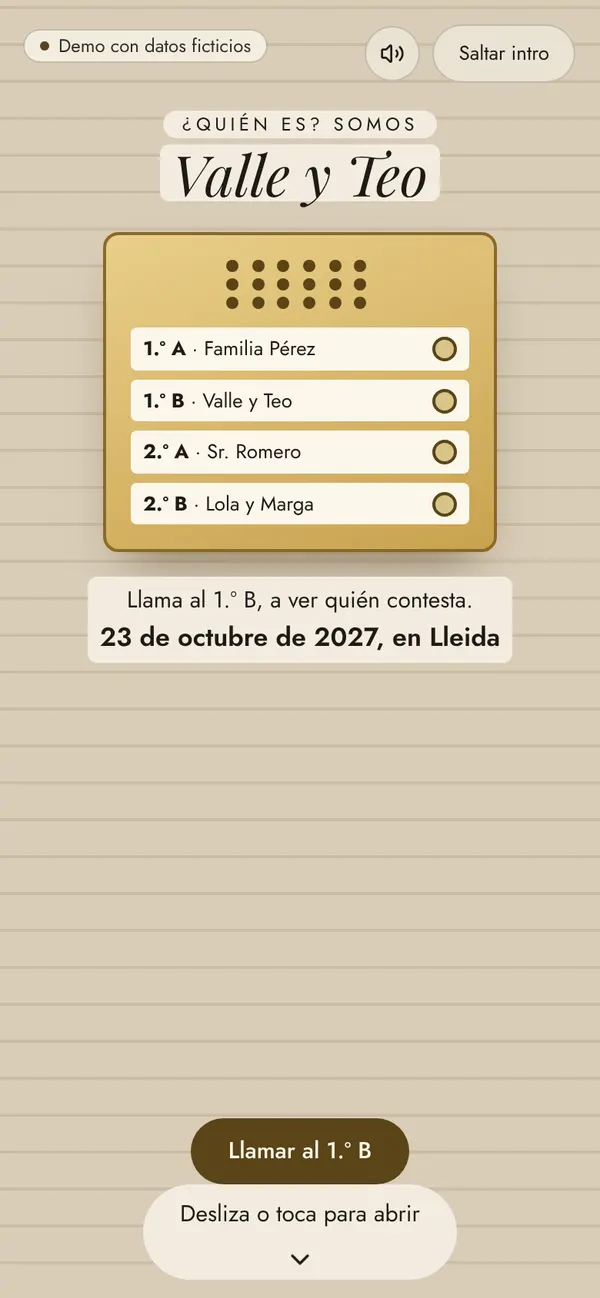 Demo con datos ficticios
Saltar intro
¿QUIÉN ES? SOMOS
Valle y Teo
1.° A · Familia Pérez
1.° B · Valle y Teo
2.° A · Sr. Romero
2.° B · Lola y Marga
Llama al 1.° B, a ver quién contesta.
23 de octubre de 2027, en Lleida
Llamar al 1.° B
Desliza o toca para abrir